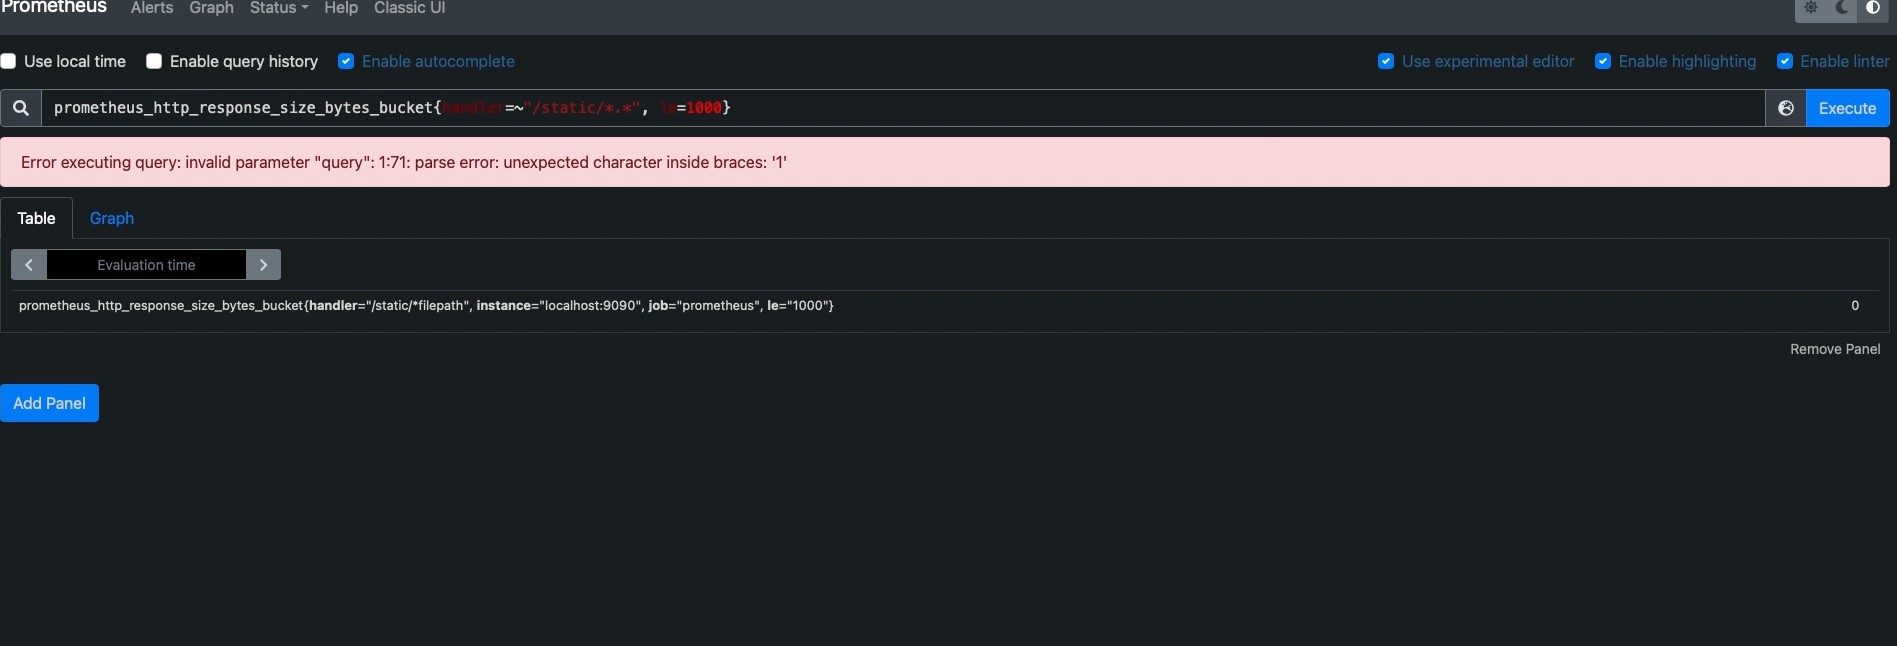 Prometheus Alerts Graph Status Help Classic UI
Use local time Enable query history Enable autocomplete Use experimental editor Enable highlighting Enable linter
prometheus_http_response_size_bytes_bucket{handler=~"/static/*.*", le=1000} Execute
Error executing query: invalid parameter "query": 1:71: parse error: unexpected character inside braces: '1'
Table Graph
Evaluation time
prometheus_http_response_size_bytes_bucket{handler="/static/*filepath", instance="localhost:9090", job="prometheus", le="1000"} 0
Remove Panel
Add Panel